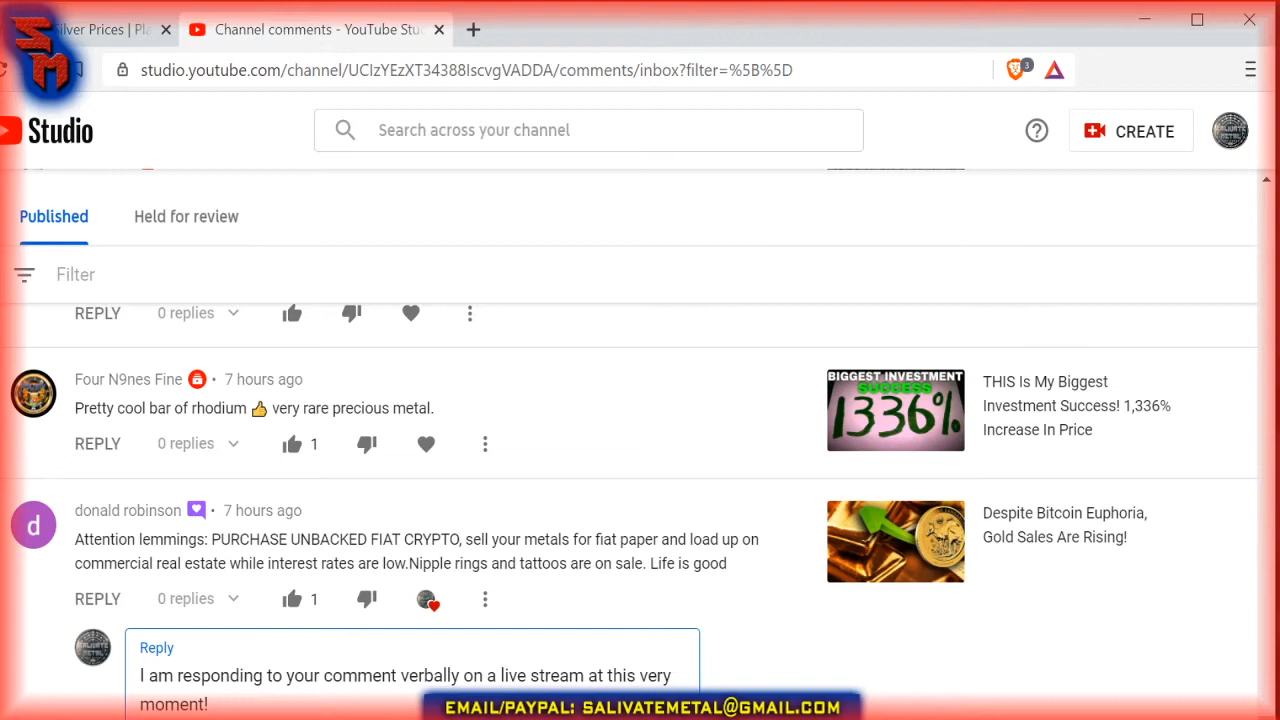 SM
Silver Prices | Pla
Channel comments - YouTube Stu
studio.youtube.com/channel/UCIzYEzXT34388IscvgVADDA/comments/inbox?filter=%5B%5D
3
Studio
Search across your channel
CREATE
Published
Held for review
Filter
REPLY 0 replies
Four N9nes Fine • 7 hours ago
Pretty cool bar of rhodium 👍 very rare precious metal.
REPLY 0 replies 1
BIGGEST INVESTMENT
SUCCESS
1336%
THIS Is My Biggest
Investment Success! 1,336%
Increase In Price
d
donald robinson • 7 hours ago
Attention lemmings: PURCHASE UNBACKED FIAT CRYPTO, sell your metals for fiat paper and load up on
commercial real estate while interest rates are low.Nipple rings and tattoos are on sale. Life is good
REPLY 0 replies 1
Despite Bitcoin Euphoria,
Gold Sales Are Rising!
Reply
I am responding to your comment verbally on a live stream at this very
moment!
EMAIL/PAYPAL: SALIVATEMETAL@GMAIL.COM